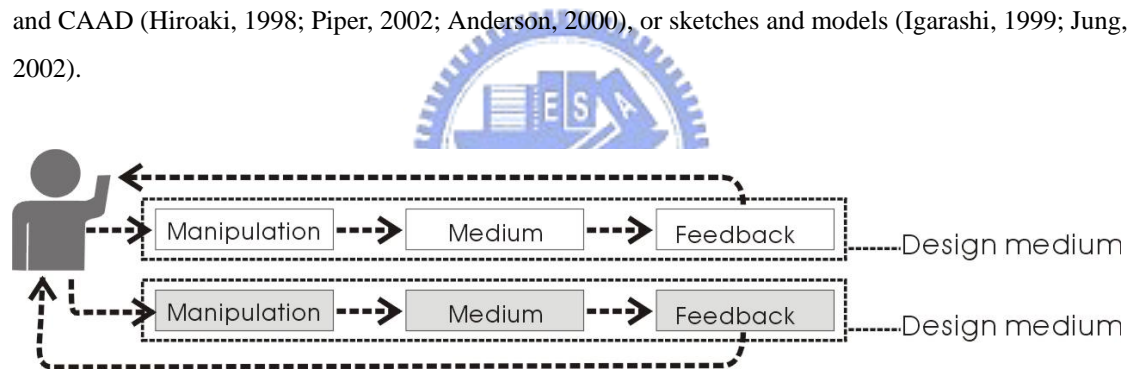 and CAAD (Hiroaki, 1998; Piper, 2002; Anderson, 2000), or sketches and models (Igarashi, 1999; Jung,
2002).
E S A
Manipulation Medium Feedback
Design medium
Manipulation Medium Feedback
Design medium